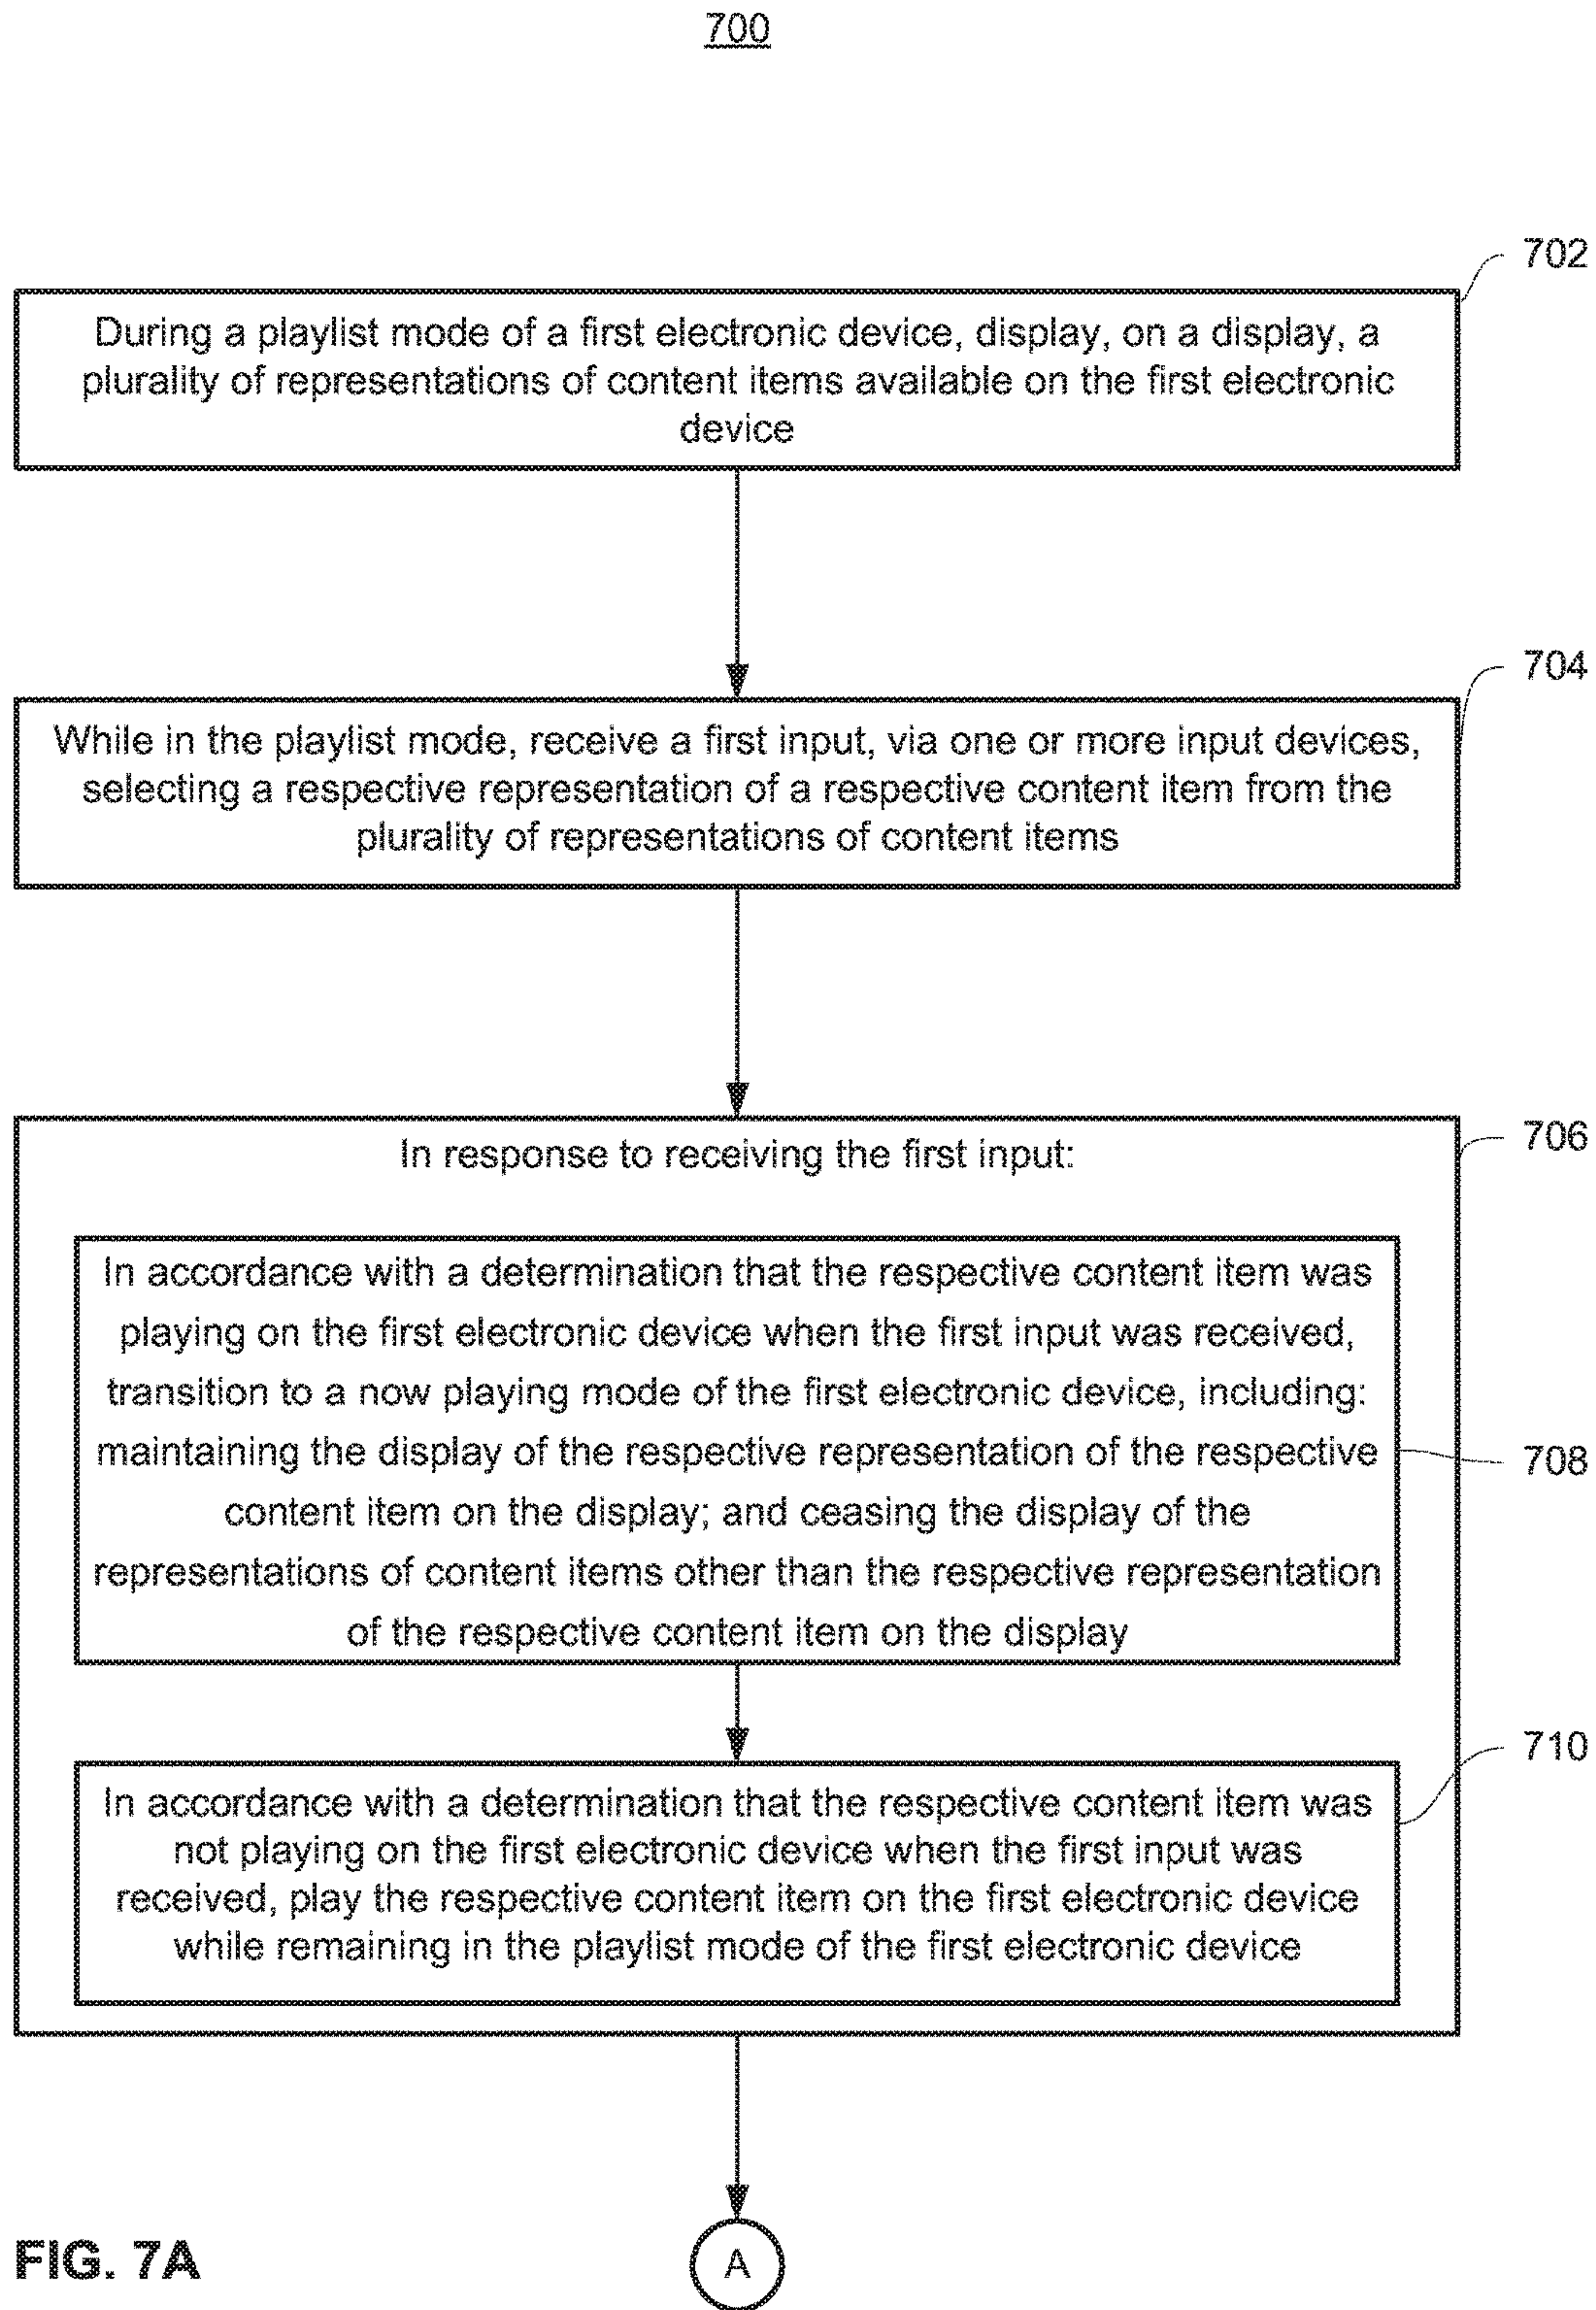 700
702
During a playlist mode of a first electronic device, display, on a display, a
plurality of representations of content items available on the first electronic
device
704
While in the playlist mode, receive a first input, via one or more input devices,
selecting a respective representation of a respective content item from the
plurality of representations of content items
706
In response to receiving the first input:
In accordance with a determination that the respective content item was
playing on the first electronic device when the first input was received,
transition to a now playing mode of the first electronic device, including:
maintaining the display of the respective representation of the respective
708
content item on the display; and ceasing the display of the
representations of content items other than the respective representation
of the respective content item on the display
710
In accordance with a determination that the respective content item was
not playing on the first electronic device when the first input was
received, play the respective content item on the first electronic device
while remaining in the playlist mode of the first electronic device
FIG. 7A
A